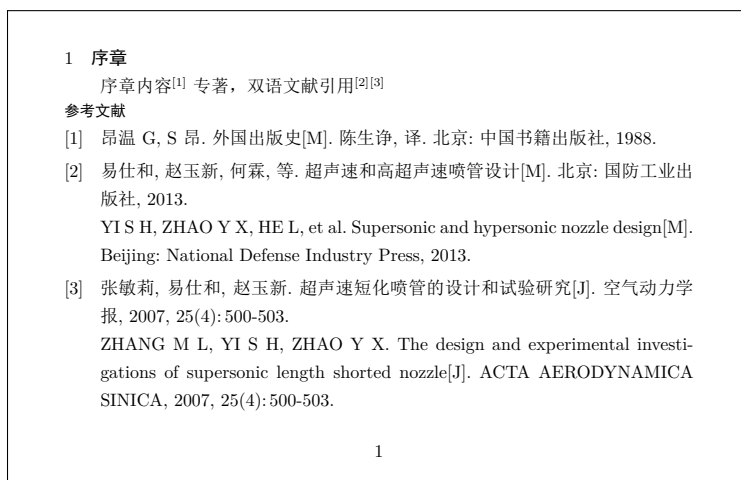 1 序章
序章内容[1] 专著，双语文献引用[2][3]
参考文献
[1] 昂温 G, S 昂. 外国出版史[M]. 陈生诤, 译. 北京: 中国书籍出版社, 1988.
[2] 易仕和, 赵玉新, 何霖, 等. 超声速和高超声速喷管设计[M]. 北京: 国防工业出
版社, 2013.
YI S H, ZHAO Y X, HE L, et al. Supersonic and hypersonic nozzle design[M].
Beijing: National Defense Industry Press, 2013.
[3] 张敏莉, 易仕和, 赵玉新. 超声速短化喷管的设计和试验研究[J]. 空气动力学
报, 2007, 25(4): 500-503.
ZHANG M L, YI S H, ZHAO Y X. The design and experimental investi-
gations of supersonic length shorted nozzle[J]. ACTA AERODYNAMICA
SINICA, 2007, 25(4): 500-503.
1